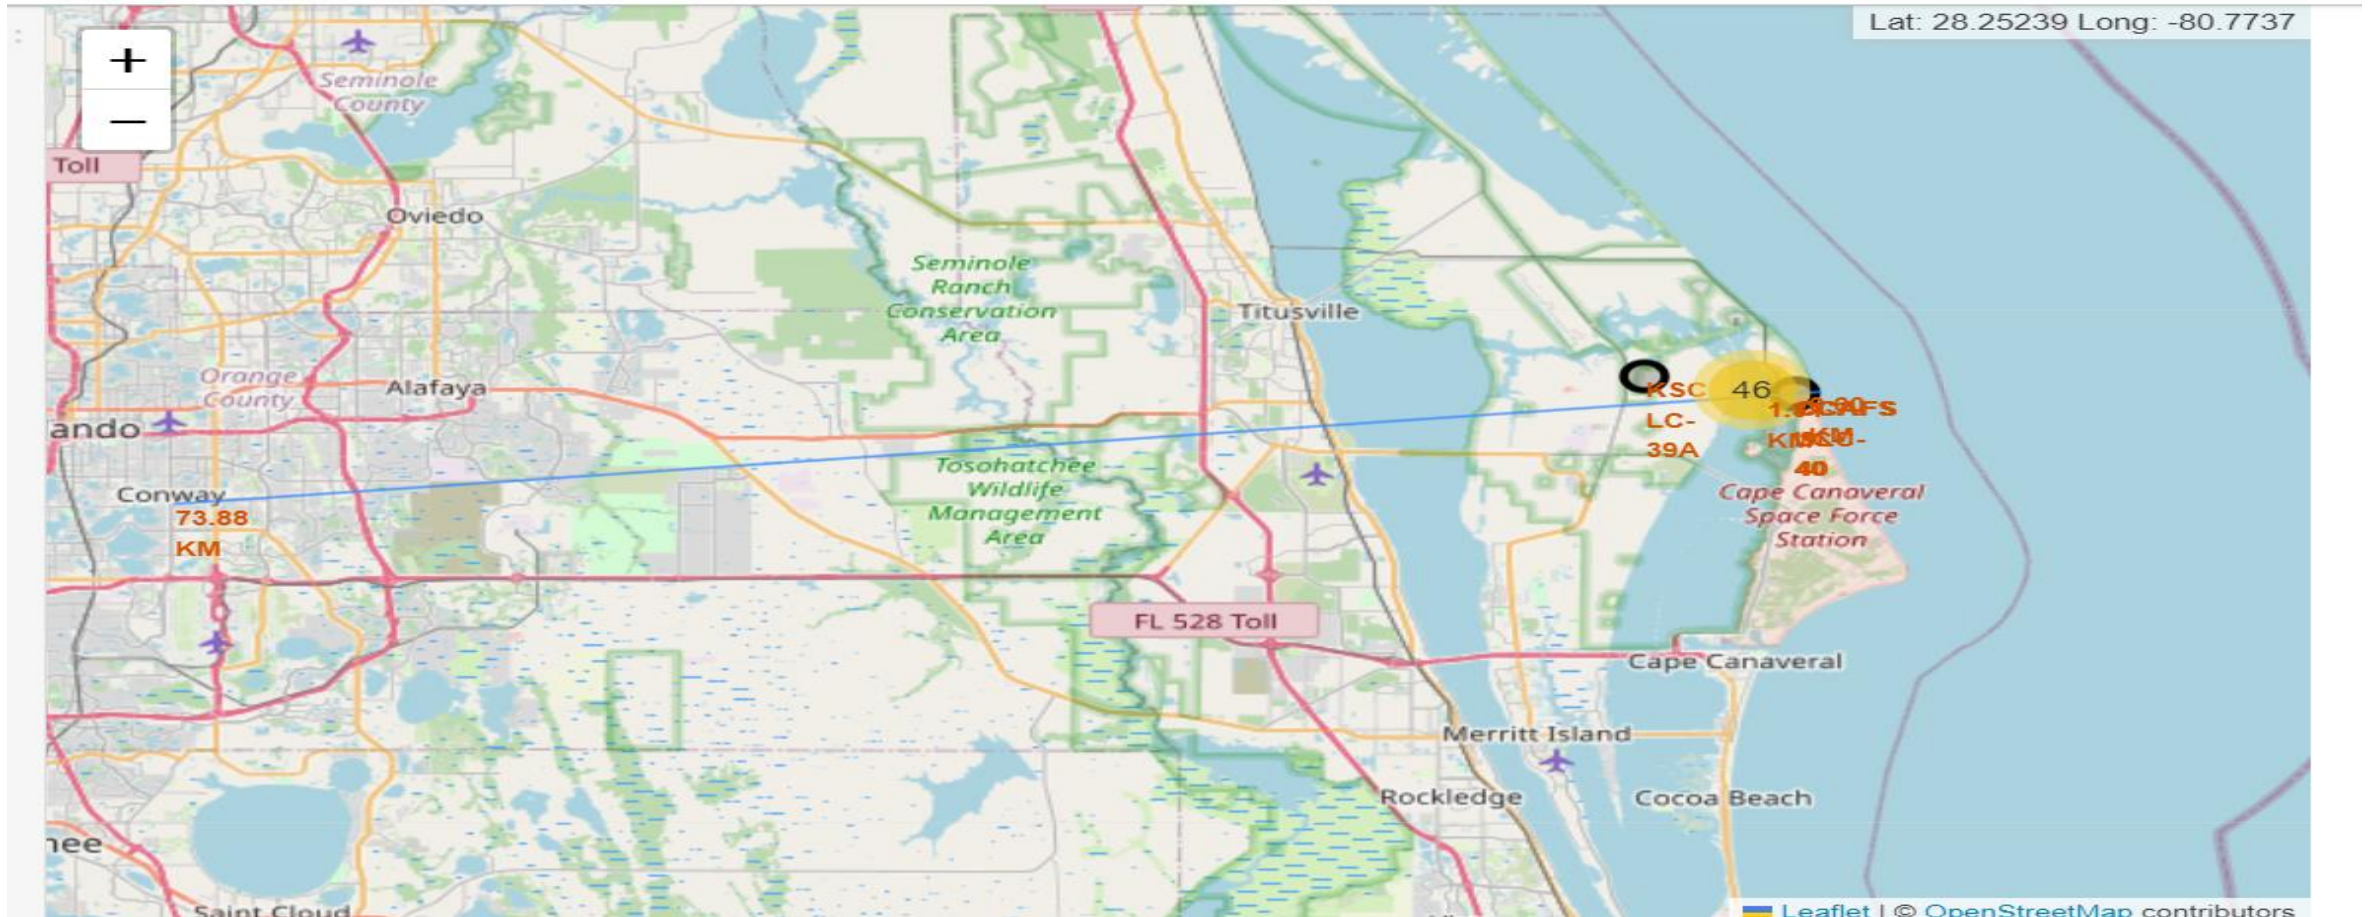 Lat: 28.25239 Long: -80.7737
+
−
Seminole
County
Toll
Oviedo
Seminole
Ranch
Conservation
Area
Titusville
Orange
County
Alafaya
46
KSC
LC-
39A
ando
KM
40
Conway
73.88
KM
Tosohatchee
Wildlife
Management
Area
Cape Canaveral
Space Force
Station
FL 528 Toll
Cape Canaveral
Merritt Island
Rockledge
Cocoa Beach
nee
Saint Cloud
Leaflet | © OpenStreetMap contributors